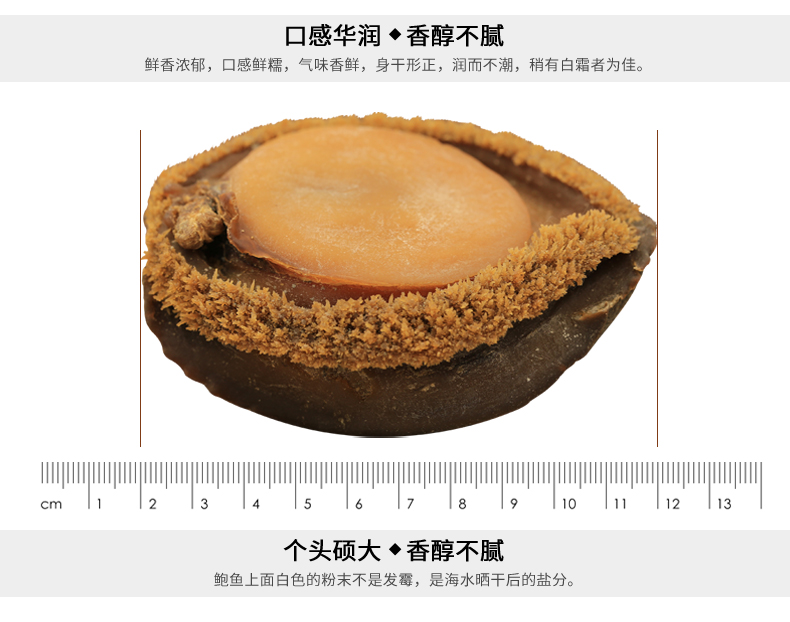 口感华润◆香醇不腻
鲜香浓郁，口感鲜糯，气味香鲜，身干形正，润而不潮，稍有白霜者为佳。
cm 1 2 3 4 5 6 7 8 9 10 11 12 13
个头硕大◆香醇不腻
鲍鱼上面白色的粉末不是发霉，是海水晒干后的盐分。